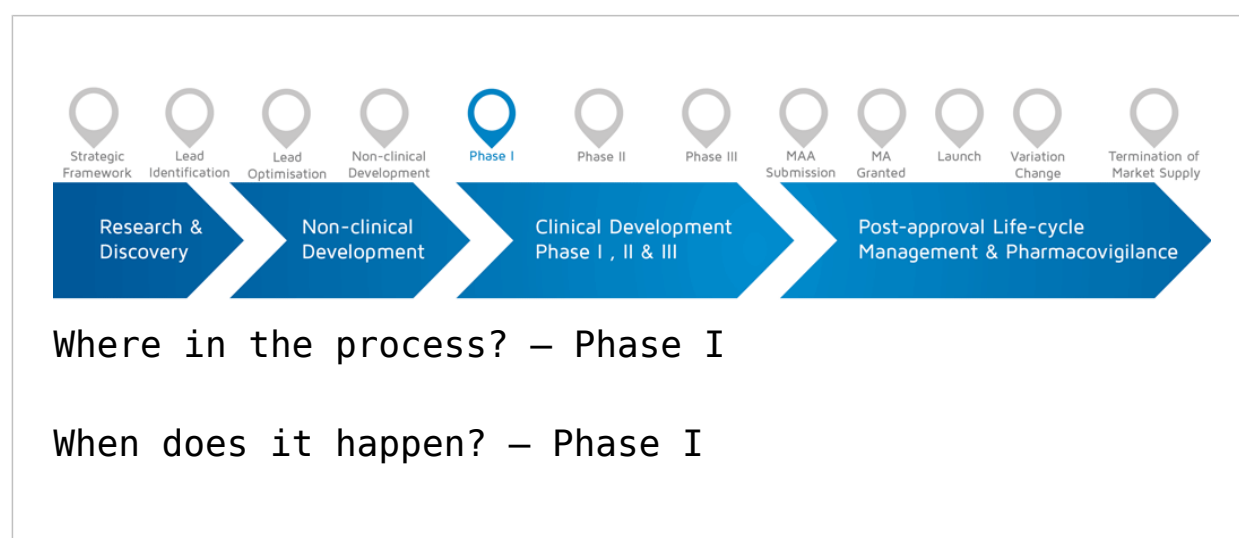 Strategic Framework
Lead Identification
Lead Optimisation
Non-clinical Development
Phase I
Phase II
Phase III
MAA Submission
MA Granted
Launch
Variation Change
Termination of Market Supply
Research &
Discovery
Non-clinical
Development
Clinical Development
Phase I , II & III
Post-approval Life-cycle
Management & Pharmacovigilance
Where in the process? – Phase I
When does it happen? – Phase I